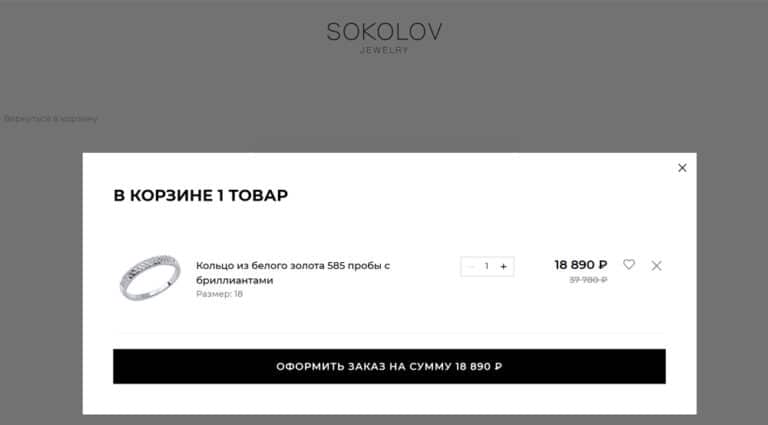 SOKOLOV
JEWELRY
Вернуться в корзину
В КОРЗИНЕ 1 ТОВАР
Кольцо из белого золота 585 пробы с
бриллиантами
Размер: 18
− 1 +
18 890 ₽
37 780 ₽
ОФОРМИТЬ ЗАКАЗ НА СУММУ 18 890 ₽